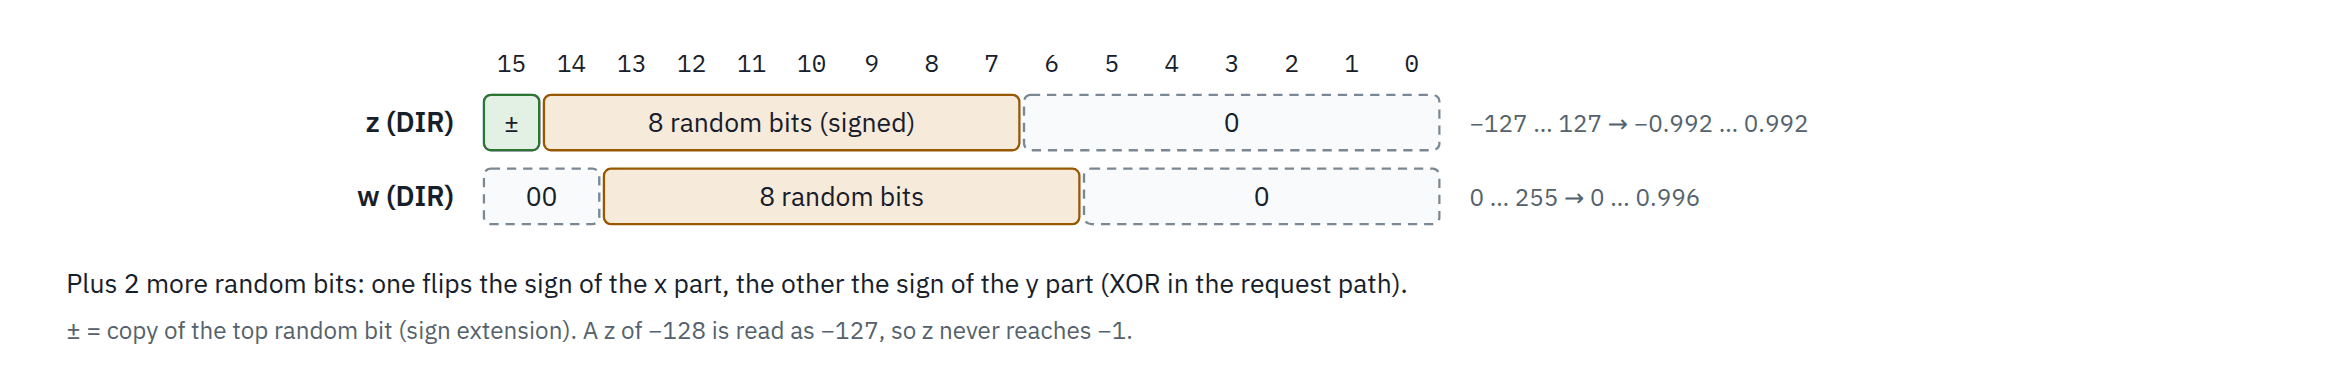 15 14 13 12 11 10 9 8 7 6 5 4 3 2 1 0
z (DIR) ± 8 random bits (signed) 0 −127 … 127 → −0.992 … 0.992
w (DIR) 00 8 random bits 0 0 … 255 → 0 … 0.996
Plus 2 more random bits: one flips the sign of the x part, the other the sign of the y part (XOR in the request path).
± = copy of the top random bit (sign extension). A z of −128 is read as −127, so z never reaches −1.